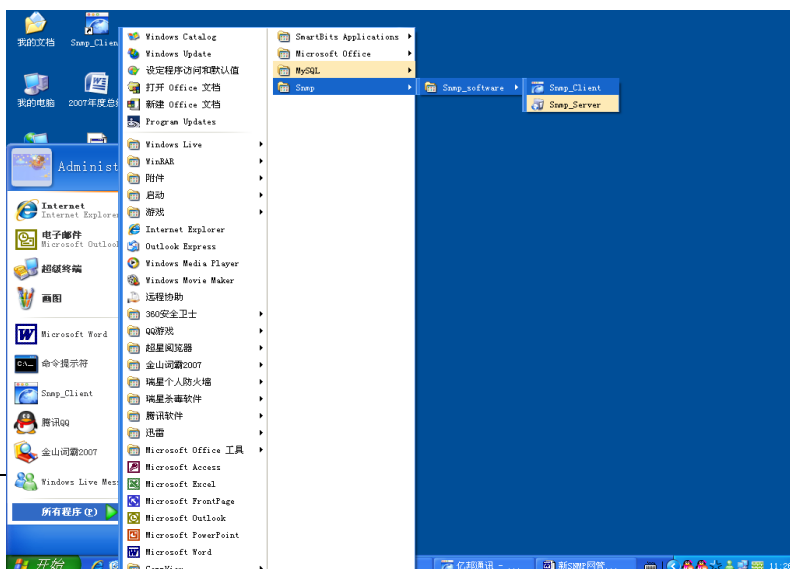 我的文档
Snmp_Clien
我的电脑
2007年度总
Administ
Internet
Internet Explore
电子邮件
Microsoft Outloo
超级终端
画图
Microsoft Word
命令提示符
Snmp_Client
腾讯QQ
金山词霸2007
Windows Live Mes
所有程序(P)
开始
Windows Catalog
Windows Update
设定程序访问和默认值
打开 Office 文档
新建 Office 文档
Program Updates
Windows Live
WinRAR
附件
启动
游戏
Internet Explorer
Outlook Express
Windows Media Player
Windows Movie Maker
远程协助
360安全卫士
QQ游戏
超星阅览器
金山词霸2007
瑞星个人防火墙
瑞星杀毒软件
腾讯软件
迅雷
Microsoft Office 工具
Microsoft Access
Microsoft Excel
Microsoft FrontPage
Microsoft Outlook
Microsoft PowerPoint
Microsoft Word
SmartBits Applications
Microsoft Office
MySQL
Snmp
Snmp_software
Snmp_Client
Snmp_Server
亿邦通讯 - ...
新SNMP网管...
11:26